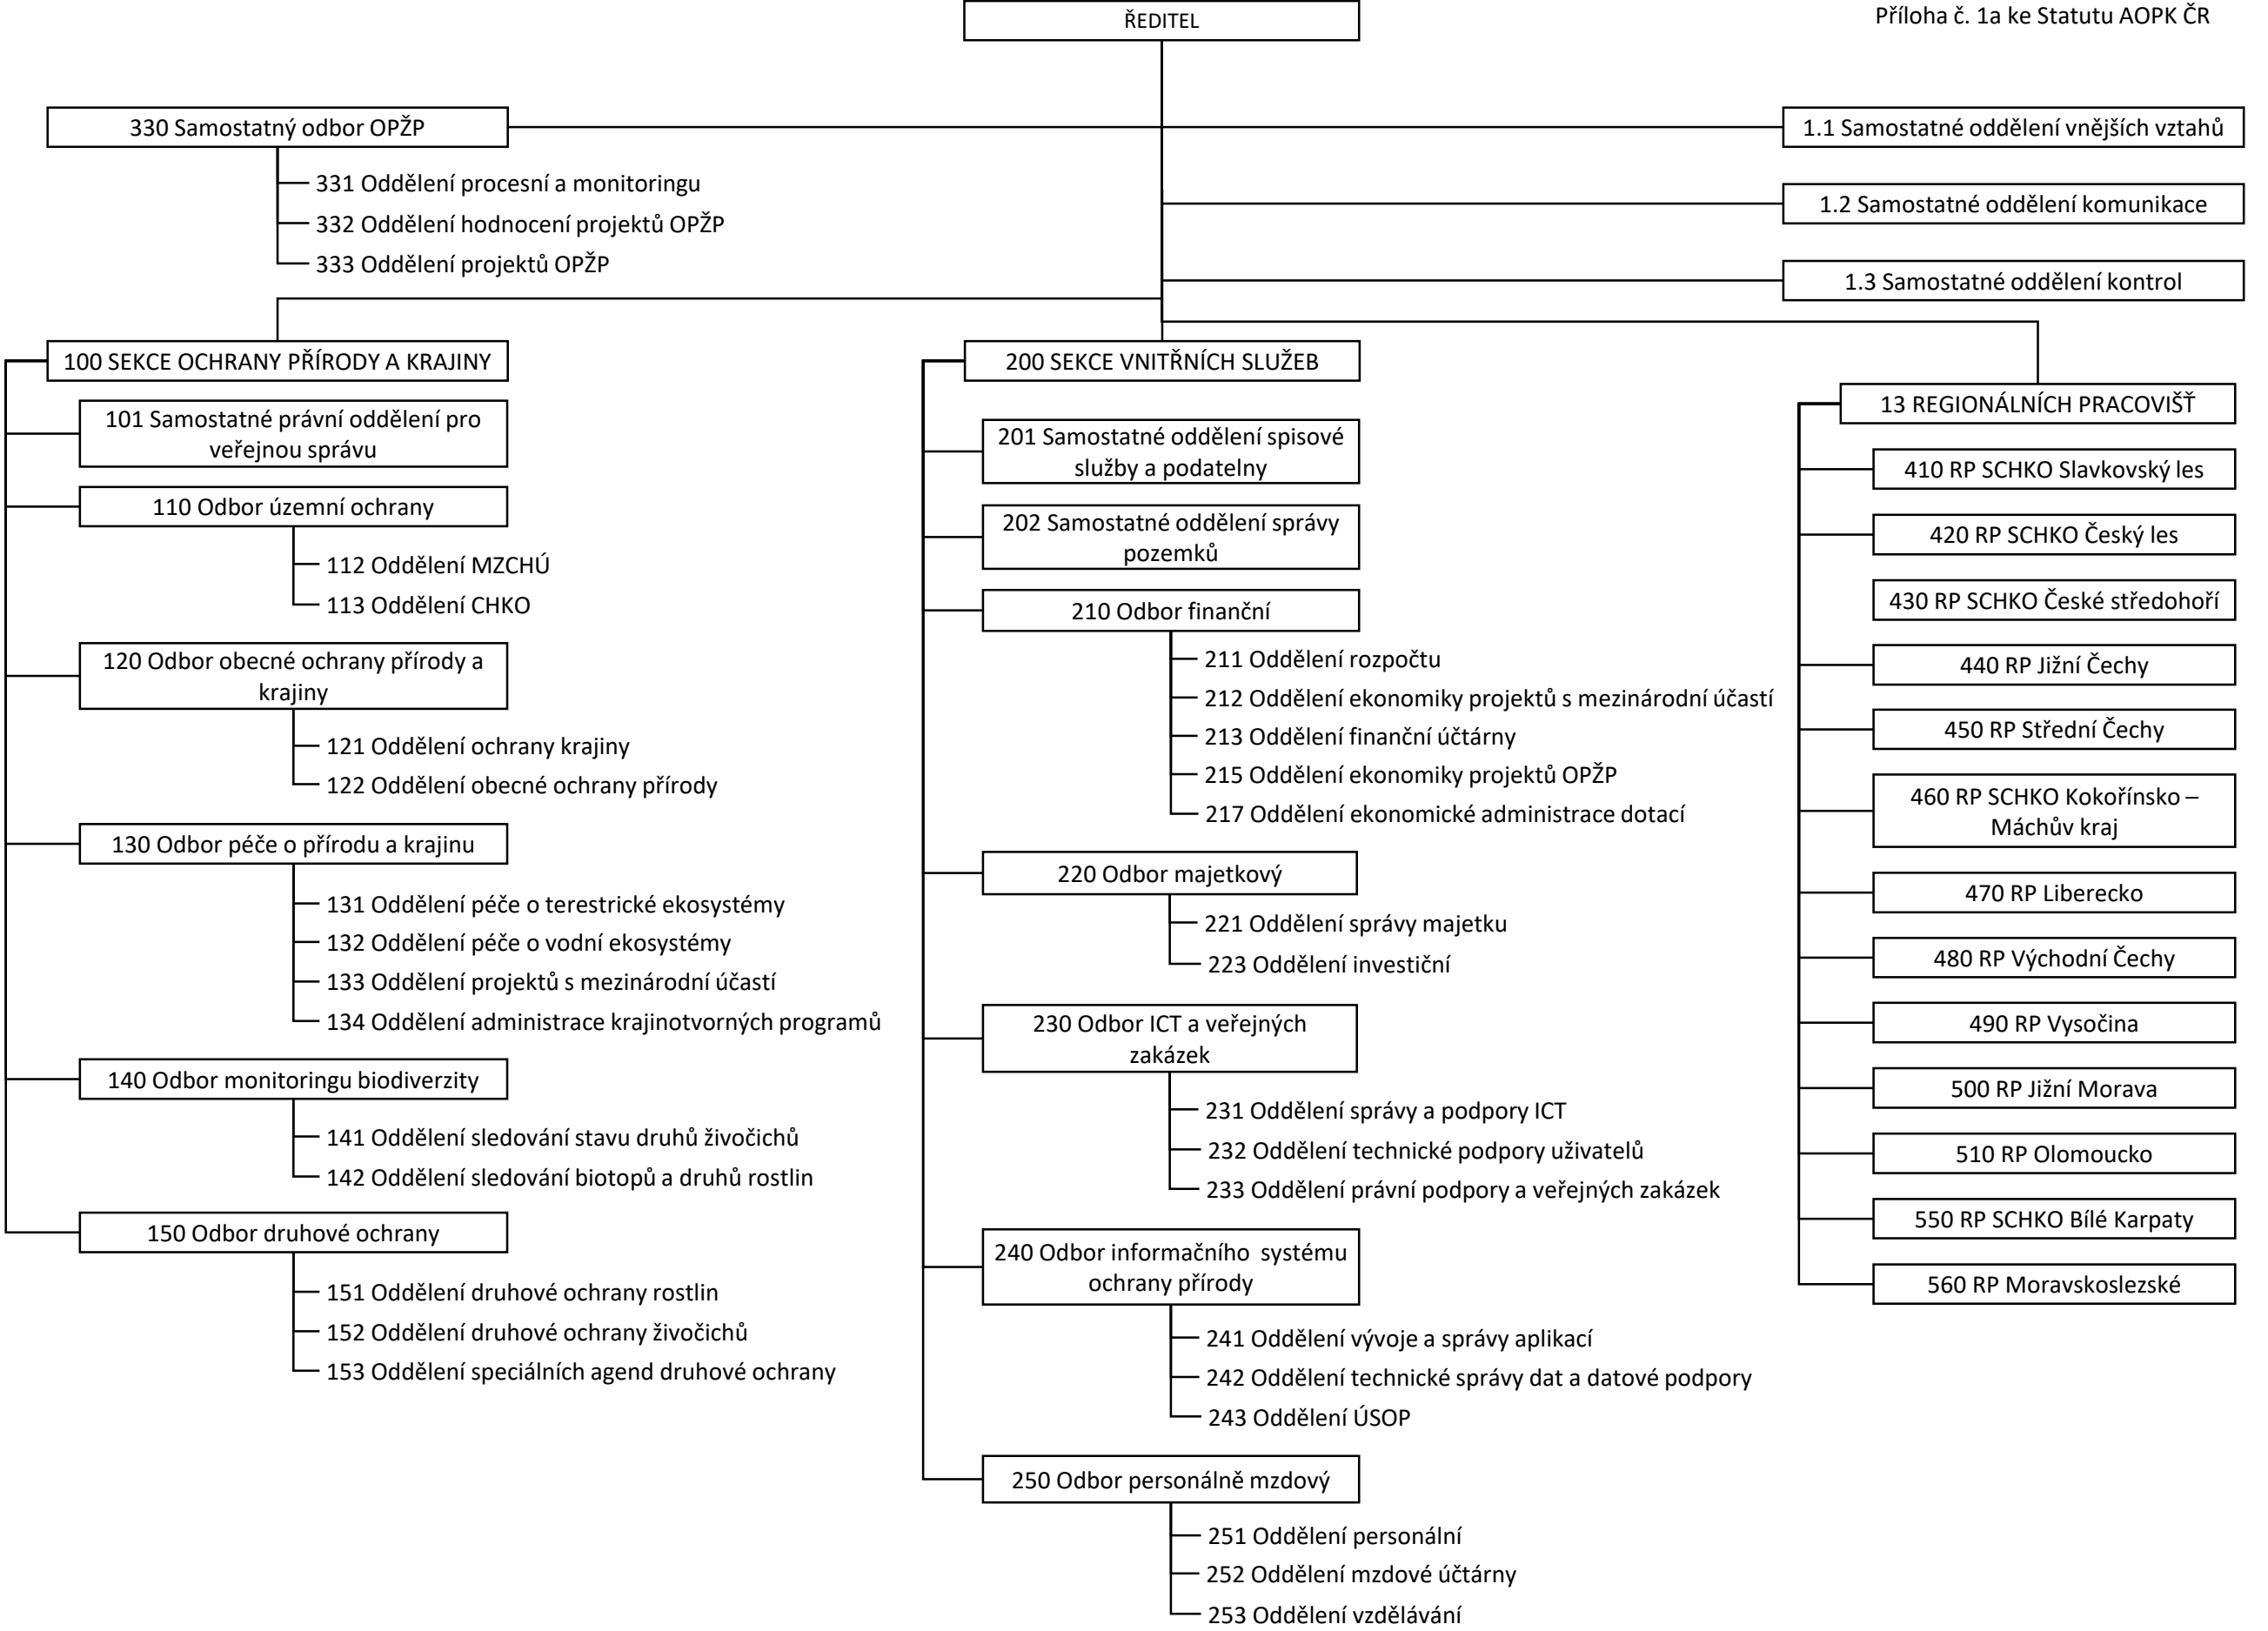 ŘEDITEL
Příloha č. 1a ke Statutu AOPK ČR
330 Samostatný odbor OPŽP
331 Oddělení procesní a monitoringu
332 Oddělení hodnocení projektů OPŽP
333 Oddělení projektů OPŽP
1.1 Samostatné oddělení vnějších vztahů
1.2 Samostatné oddělení komunikace
1.3 Samostatné oddělení kontrol
100 SEKCE OCHRANY PŘÍRODY A KRAJINY
101 Samostatné právní oddělení pro
veřejnou správu
110 Odbor územní ochrany
112 Oddělení MZCHÚ
113 Oddělení CHKO
120 Odbor obecné ochrany přírody a
krajiny
121 Oddělení ochrany krajiny
122 Oddělení obecné ochrany přírody
130 Odbor péče o přírodu a krajinu
131 Oddělení péče o terestrické ekosystémy
132 Oddělení péče o vodní ekosystémy
133 Oddělení projektů s mezinárodní účastí
134 Oddělení administrace krajinotvorných programů
140 Odbor monitoringu biodiverzity
141 Oddělení sledování stavu druhů živočichů
142 Oddělení sledování biotopů a druhů rostlin
150 Odbor druhové ochrany
151 Oddělení druhové ochrany rostlin
152 Oddělení druhové ochrany živočichů
153 Oddělení speciálních agend druhové ochrany
200 SEKCE VNITŘNÍCH SLUŽEB
201 Samostatné oddělení spisové
služby a podatelny
202 Samostatné oddělení správy
pozemků
210 Odbor finanční
211 Oddělení rozpočtu
212 Oddělení ekonomiky projektů s mezinárodní účastí
213 Oddělení finanční účtárny
215 Oddělení ekonomiky projektů OPŽP
217 Oddělení ekonomické administrace dotací
220 Odbor majetkový
221 Oddělení správy majetku
223 Oddělení investiční
230 Odbor ICT a veřejných
zakázek
231 Oddělení správy a podpory ICT
232 Oddělení technické podpory uživatelů
233 Oddělení právní podpory a veřejných zakázek
240 Odbor informačního systému
ochrany přírody
241 Oddělení vývoje a správy aplikací
242 Oddělení technické správy dat a datové podpory
243 Oddělení ÚSOP
250 Odbor personálně mzdový
251 Oddělení personální
252 Oddělení mzdové účtárny
253 Oddělení vzdělávání
13 REGIONÁLNÍCH PRACOVIŠŤ
410 RP SCHKO Slavkovský les
420 RP SCHKO Český les
430 RP SCHKO České středohoří
440 RP Jižní Čechy
450 RP Střední Čechy
460 RP SCHKO Kokořínsko –
Máchův kraj
470 RP Liberecko
480 RP Východní Čechy
490 RP Vysočina
500 RP Jižní Morava
510 RP Olomoucko
550 RP SCHKO Bílé Karpaty
560 RP Moravskoslezské